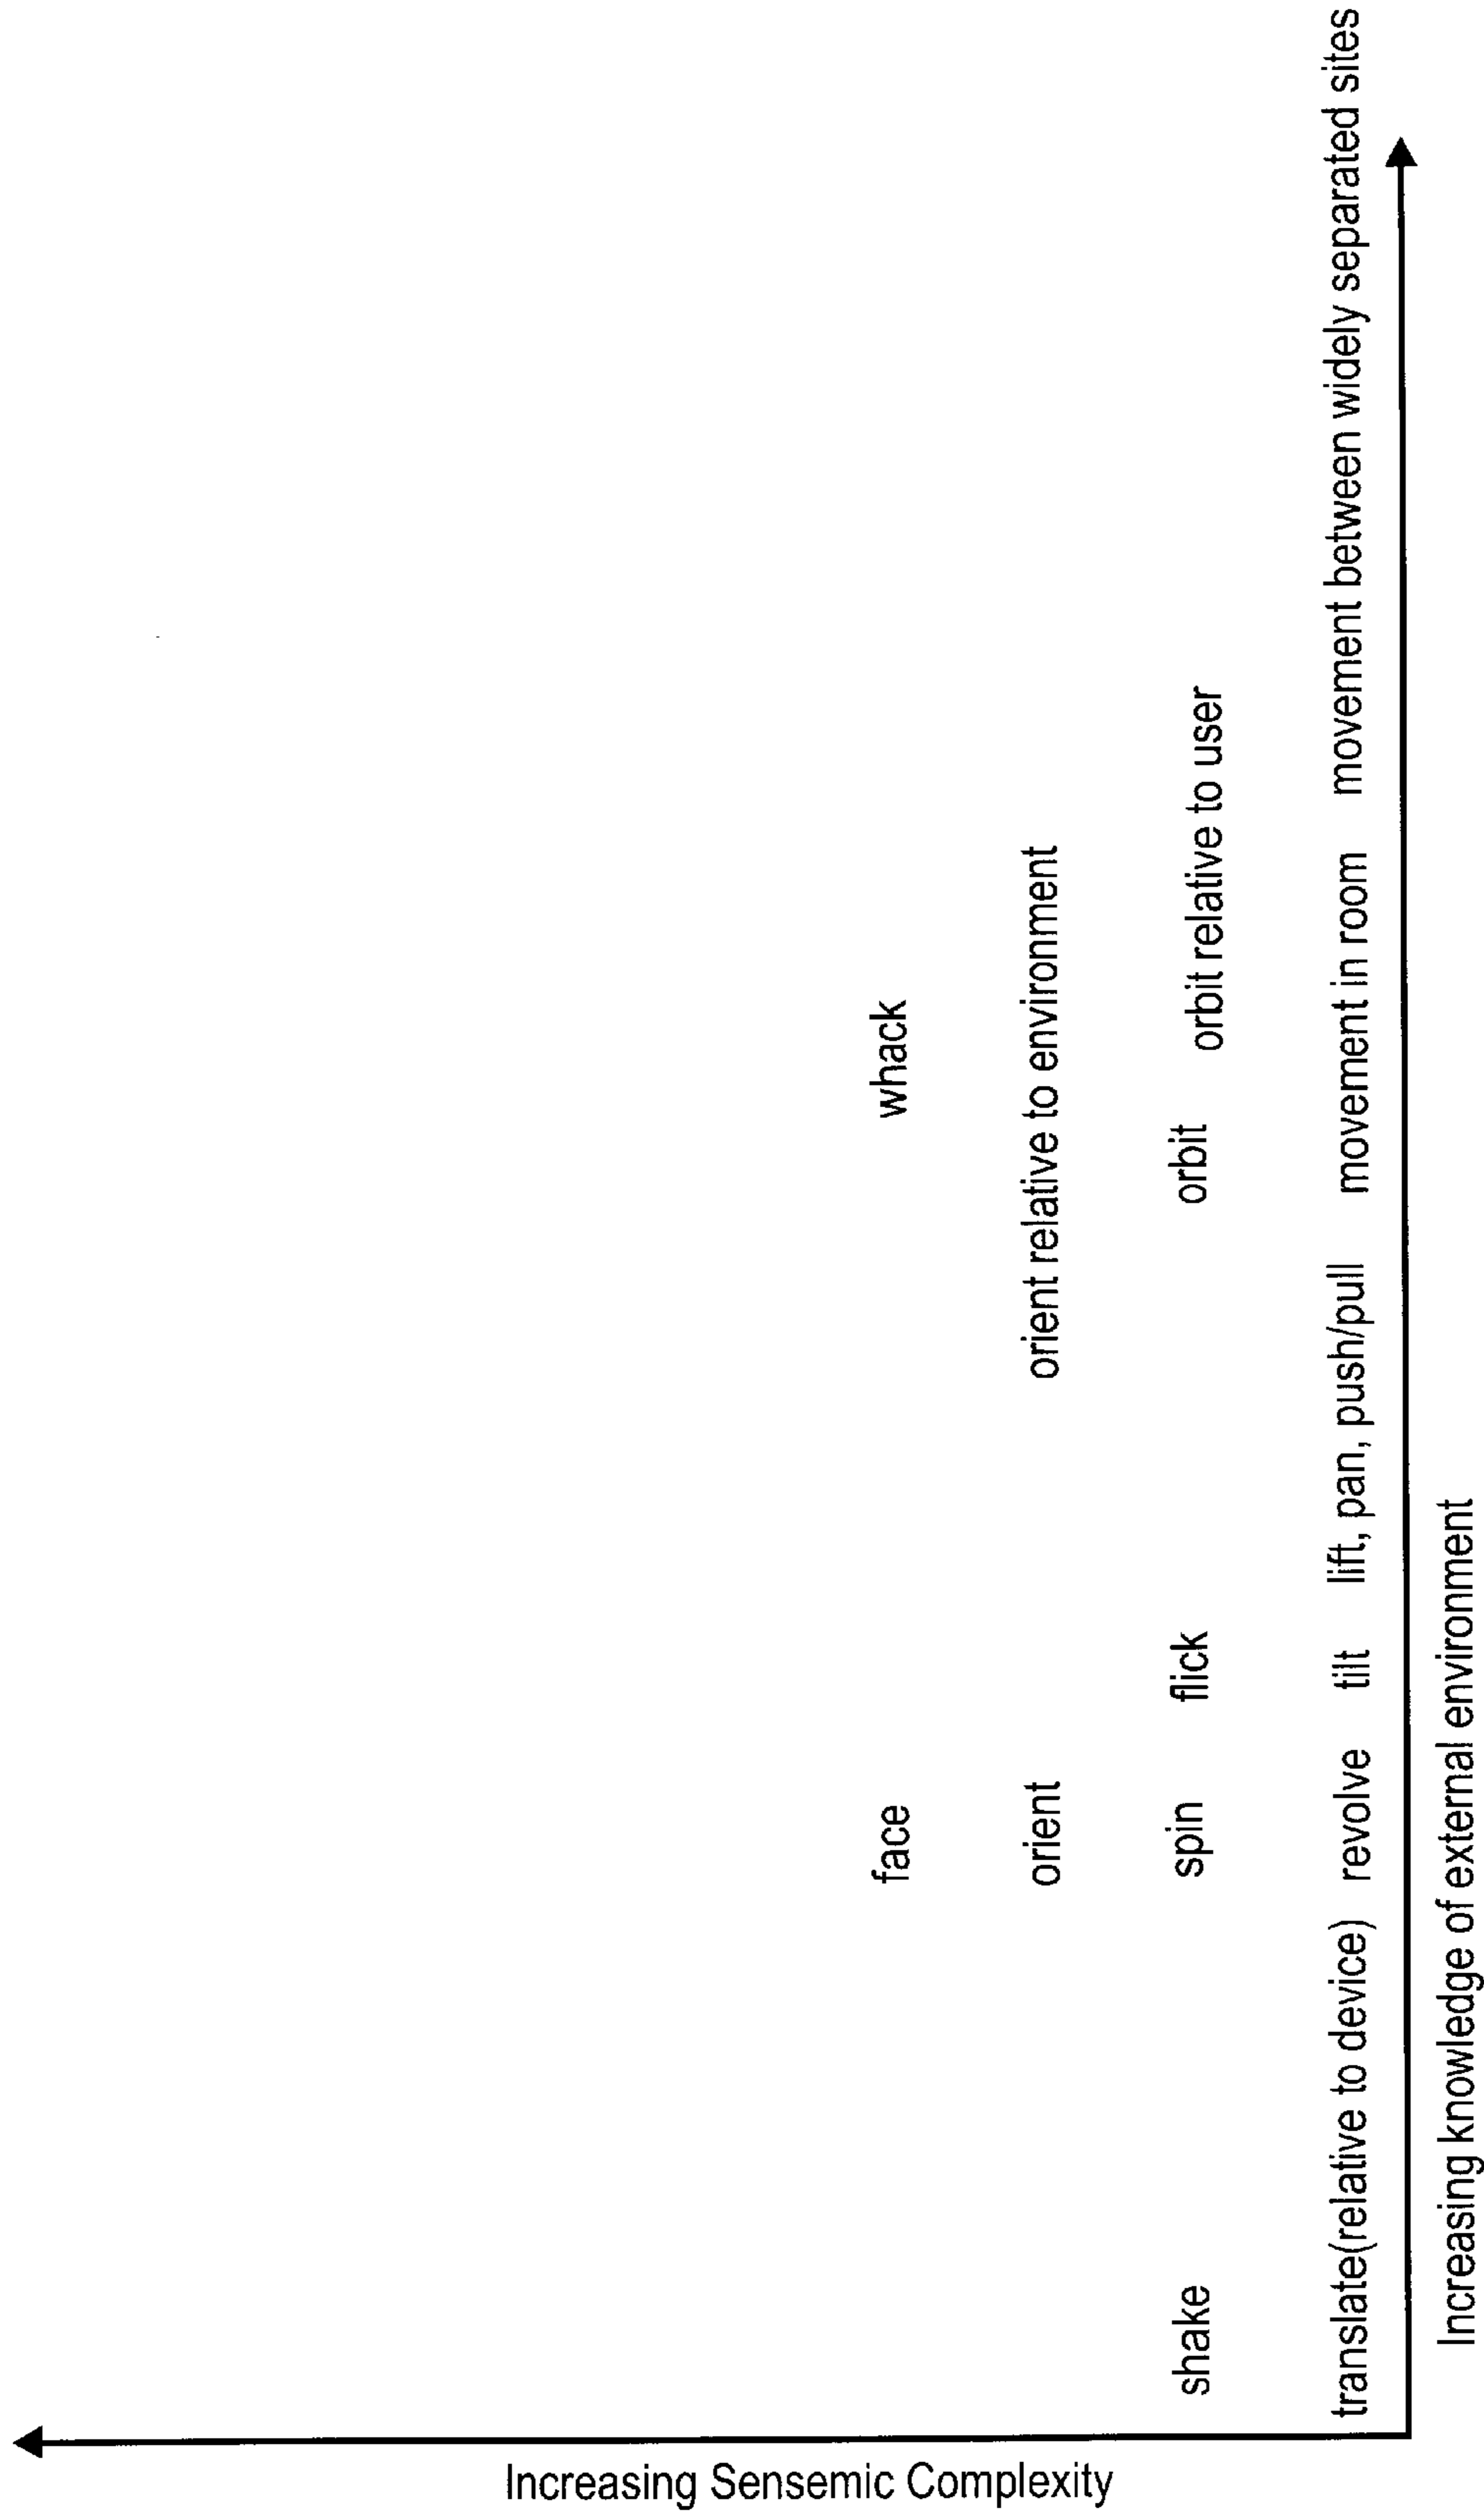 Increasing Sensemic Complexity
face
whack
orient
orient relative to environment
shake
spin
flick
orbit
orbit relative to user
translate(relative to device)
revolve
tilt
lift, pan, push/pull
movement in room
movement between widely separated sites
Increasing knowledge of external environment